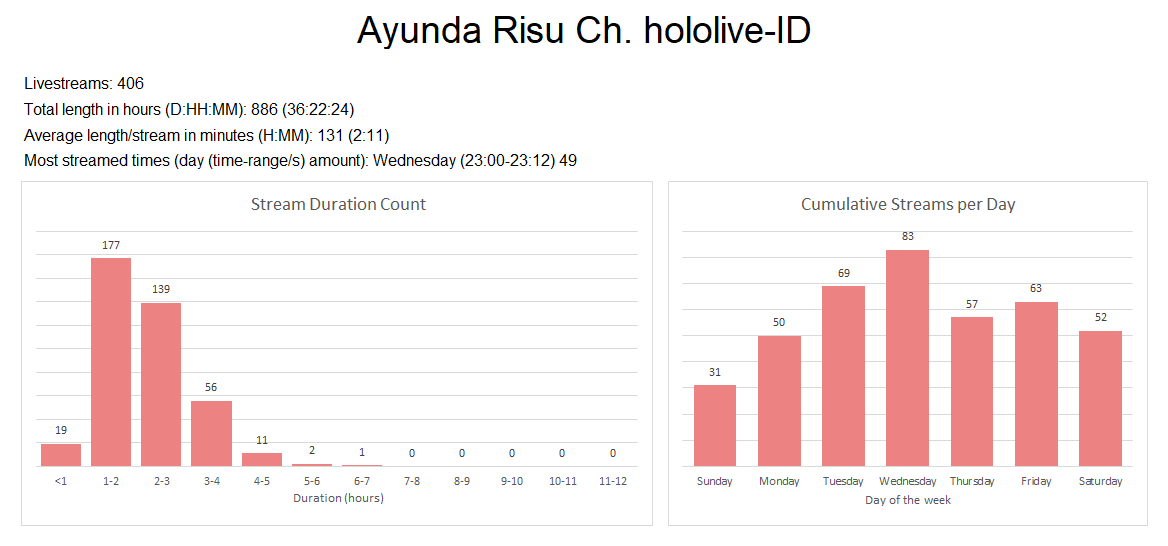 Ayunda Risu Ch. hololive-ID
Livestreams: 406
Total length in hours (D:HH:MM): 886 (36:22:24)
Average length/stream in minutes (H:MM): 131 (2:11)
Most streamed times (day (time-range/s) amount): Wednesday (23:00-23:12) 49
Stream Duration Count
19 177 139 56 11 2 1 0 0 0 0 0
<1 1-2 2-3 3-4 4-5 5-6 6-7 7-8 8-9 9-10 10-11 11-12
Duration (hours)
Cumulative Streams per Day
31 50 69 83 57 63 52
Sunday Monday Tuesday Wednesday Thursday Friday Saturday
Day of the week